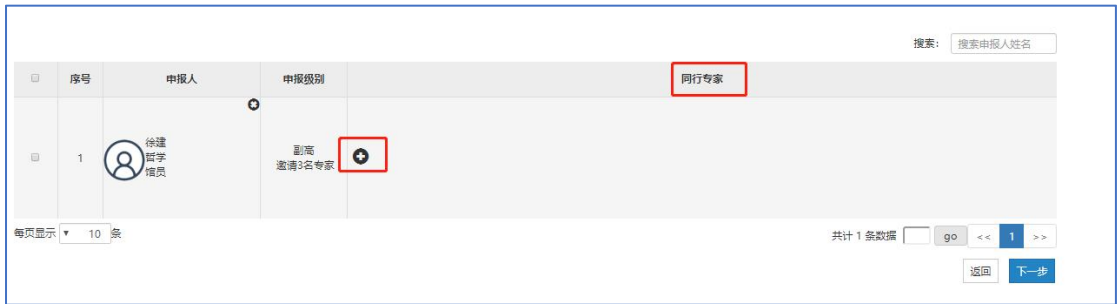 搜索： 搜索申报人姓名
序号 申报人 申报级别 同行专家
1
徐建
哲学
馆员
副高
邀请3名专家
每页显示 10 条
共计 1 条数据 go << 1 >>
返回 下一步